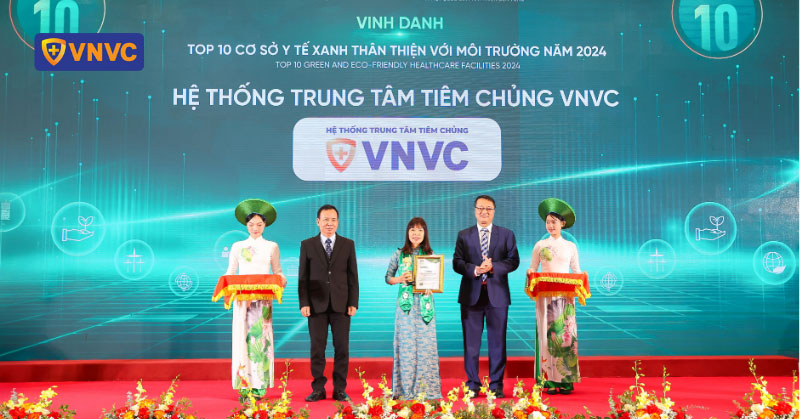 VINH DANH
TOP 10 CƠ SỞ Y TẾ XANH THÂN THIỆN VỚI MÔI TRƯỜNG NĂM 2024
TOP 10 GREEN AND ECO-FRIENDLY HEALTHCARE FACILITIES 2024
HỆ THỐNG TRUNG TÂM TIÊM CHỦNG VNVC
HỆ THỐNG TRUNG TÂM TIÊM CHỦNG
VNVC
VNVC
10
10